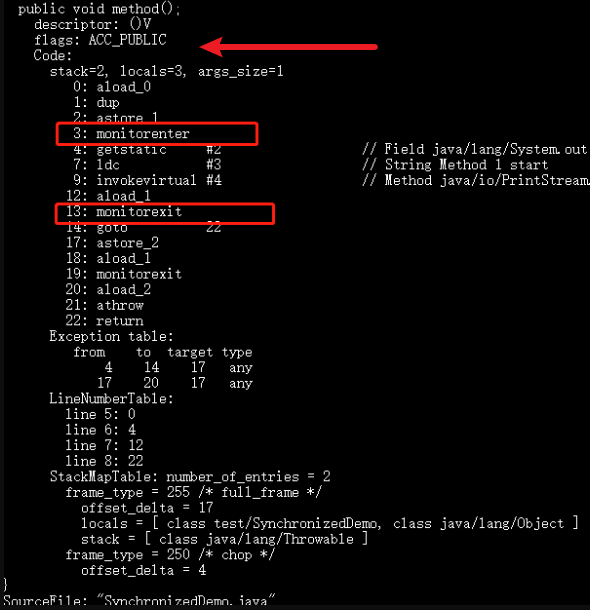 public void method();
descriptor: ()V
flags: ACC_PUBLIC
Code:
stack=2, locals=3, args_size=1
0: aload_0
1: dup
2: astore_1
3: monitorenter
4: getstatic #2 // Field java/lang/System.out
7: ldc #3 // String Method 1 start
9: invokevirtual #4 // Method java/io/PrintStream
12: aload_1
13: monitorexit
14: goto 22
17: astore_2
18: aload_1
19: monitorexit
20: aload_2
21: athrow
22: return
Exception table:
from to target type
4 14 17 any
17 20 17 any
LineNumberTable:
line 5: 0
line 6: 4
line 7: 12
line 8: 22
StackMapTable: number_of_entries = 2
frame_type = 255 /* full_frame */
offset_delta = 17
locals = [ class test/SynchronizedDemo, class java/lang/Object ]
stack = [ class java/lang/Throwable ]
frame_type = 250 /* chop */
offset_delta = 4
}
SourceFile: "SynchronizedDemo.java"